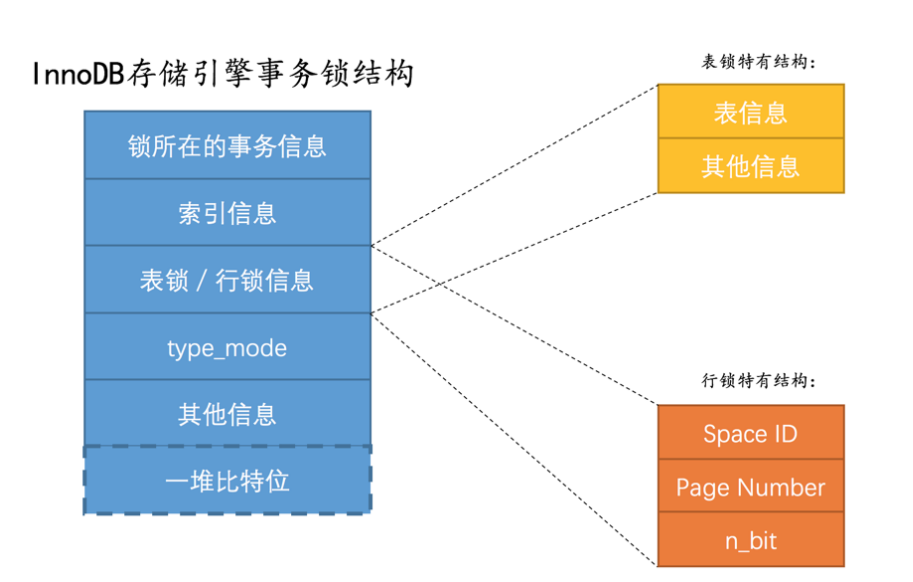 InnoDB存储引擎事务锁结构
锁所在的事务信息
索引信息
表锁 / 行锁信息
type_mode
其他信息
一堆比特位
表锁特有结构：
表信息
其他信息
行锁特有结构：
Space ID
Page Number
n_bit